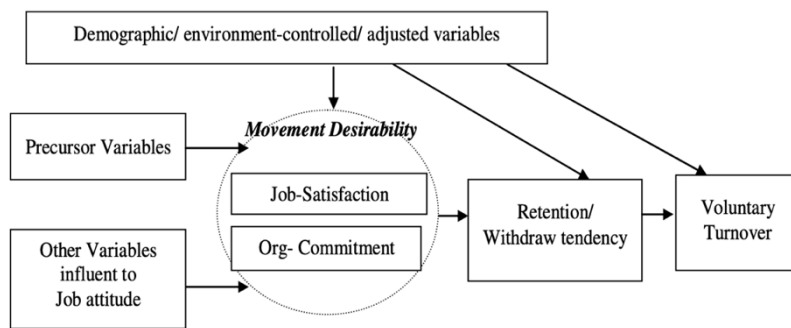 Demographic/ environment-controlled/ adjusted variables
Movement Desirability
Precursor Variables
Job-Satisfaction
Org- Commitment
Other Variables
influent to
Job attitude
Retention/
Withdraw tendency
Voluntary
Turnover